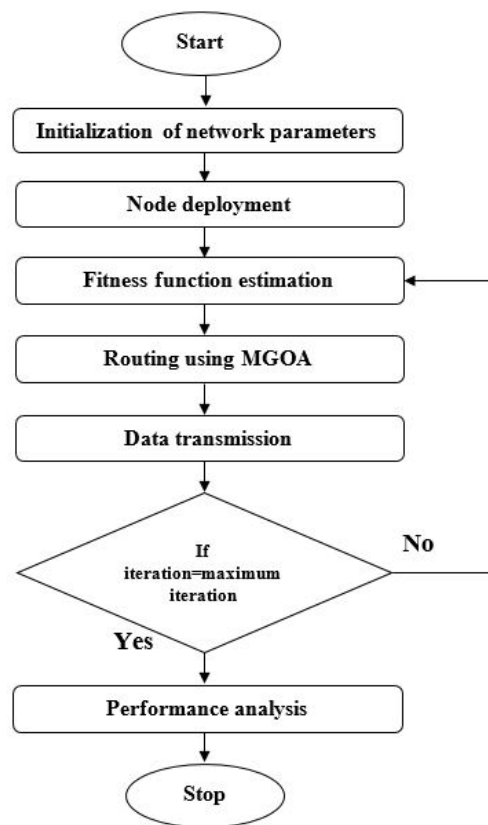 Start
Initialization of network parameters
Node deployment
Fitness function estimation
Routing using MGOA
Data transmission
If
iteration=maximum
iteration
No
Yes
Performance analysis
Stop